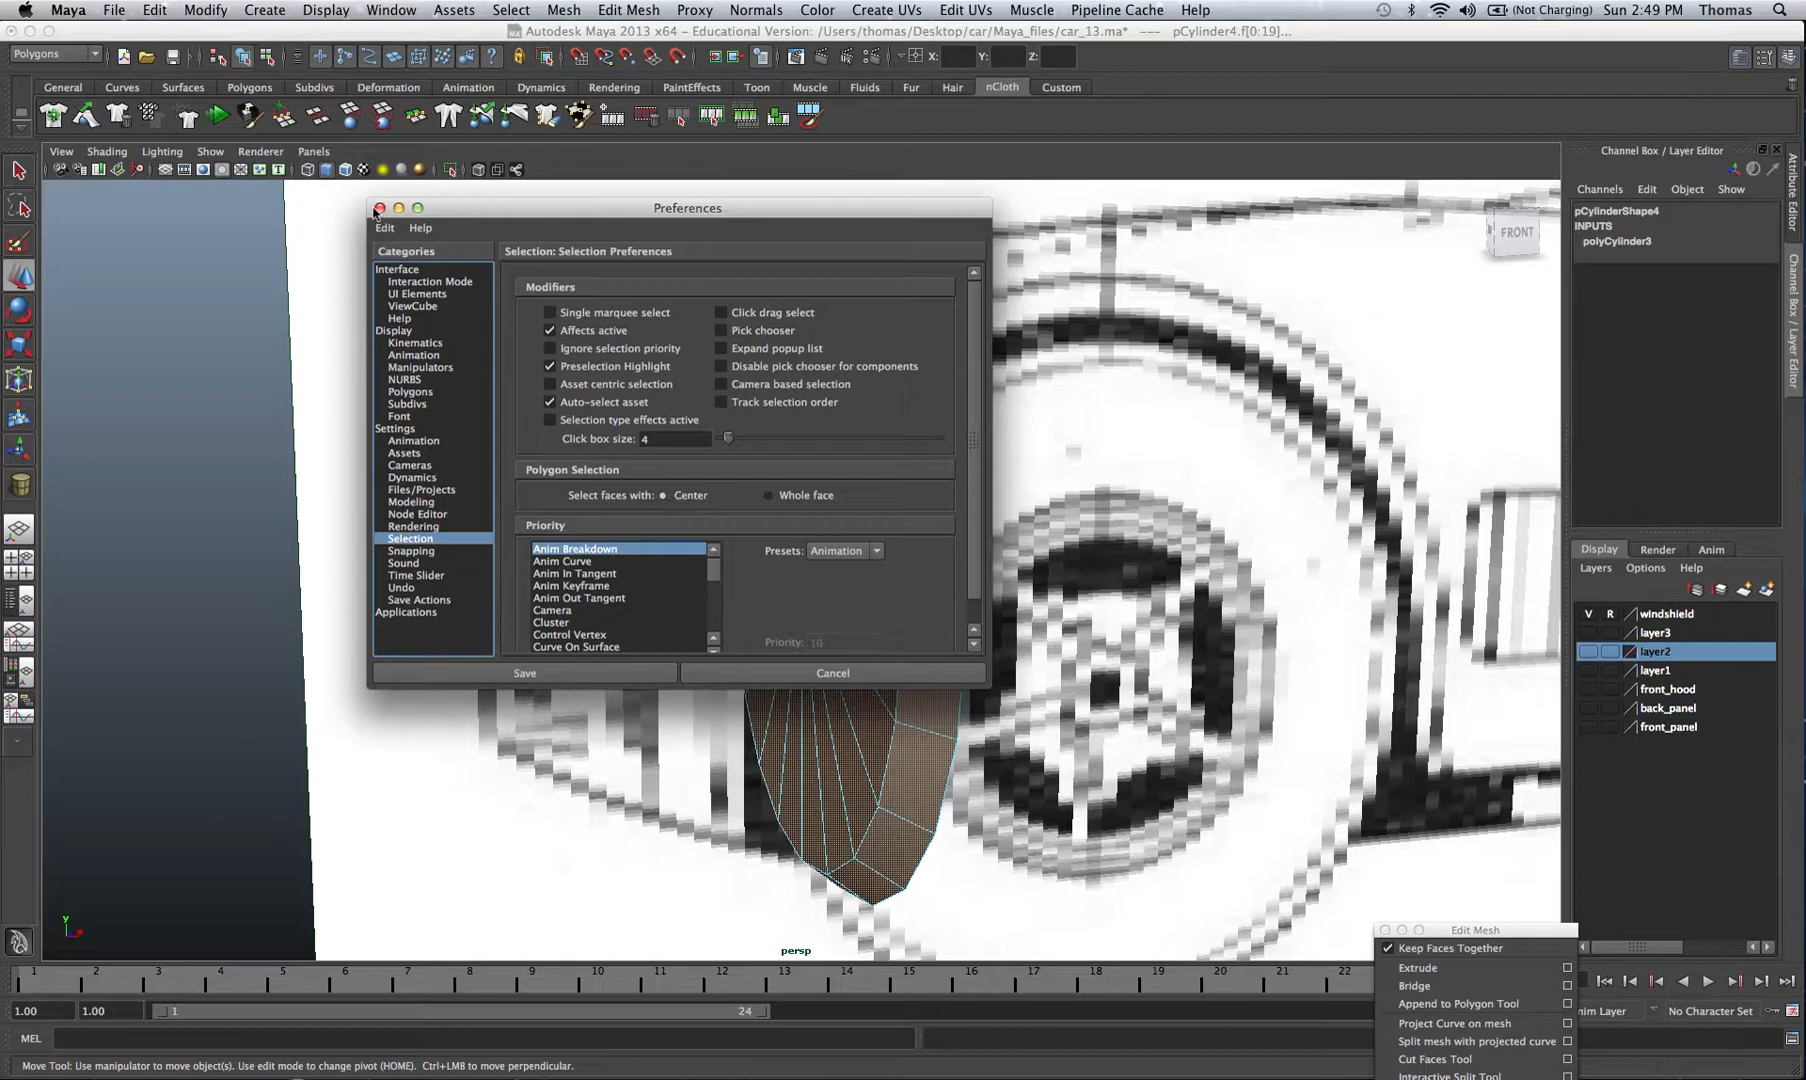 Maya File Edit Modify Create Display Window Assets Select Mesh Edit Mesh Proxy Normals Color Create UVs Edit UVs Muscle Pipeline Cache Help (Not Charging) Sun 2:49 PM Thomas
Autodesk Maya 2013 x64 – Educational Version: /Users/thomas/Desktop/car/Maya_files/car_13.ma* --- pCylinder4.f[0:19]...
Polygons X: Y: Z:
General Curves Surfaces Polygons Subdivs Deformation Animation Dynamics Rendering PaintEffects Toon Muscle Fluids Fur Hair nCloth Custom
View Shading Lighting Show Renderer Panels
Channel Box / Layer Editor
Channels Edit Object Show
pCylinderShape4
INPUTS
polyCylinder3
Attribute Editor
Channel Box / Layer Editor
FRONT
Preferences
Edit Help
Categories
Interface
Interaction Mode
UI Elements
ViewCube
Help
Display
Kinematics
Animation
Manipulators
NURBS
Polygons
Subdivs
Font
Settings
Animation
Assets
Cameras
Dynamics
Files/Projects
Modeling
Node Editor
Rendering
Selection
Snapping
Sound
Time Slider
Undo
Save Actions
Applications
Selection: Selection Preferences
Modifiers
Single marquee select Click drag select
Affects active Pick chooser
Ignore selection priority Expand popup list
Preselection Highlight Disable pick chooser for components
Asset centric selection Camera based selection
Auto-select asset Track selection order
Selection type effects active
Click box size: 4
Polygon Selection
Select faces with: Center Whole face
Priority
Anim Breakdown
Anim Curve
Anim In Tangent
Anim Keyframe
Anim Out Tangent
Camera
Cluster
Control Vertex
Curve On Surface
Presets: Animation
Priority: 10
Save Cancel
Display Render Anim
Layers Options Help
V R windshield
layer3
layer2
layer1
front_hood
back_panel
front_panel
y
persp
Edit Mesh
Keep Faces Together
Extrude
Bridge
Append to Polygon Tool
Project Curve on mesh
Split mesh with projected curve
Cut Faces Tool
Interactive Split Tool
1 2 3 4 5 6 7 8 9 10 11 12 13 14 15 16 17 18 19 20 21 22
1.00 1.00 1 24 nim Layer No Character Set
MEL
Move Tool: Use manipulator to move object(s). Use edit mode to change pivot (HOME). Ctrl+LMB to move perpendicular.